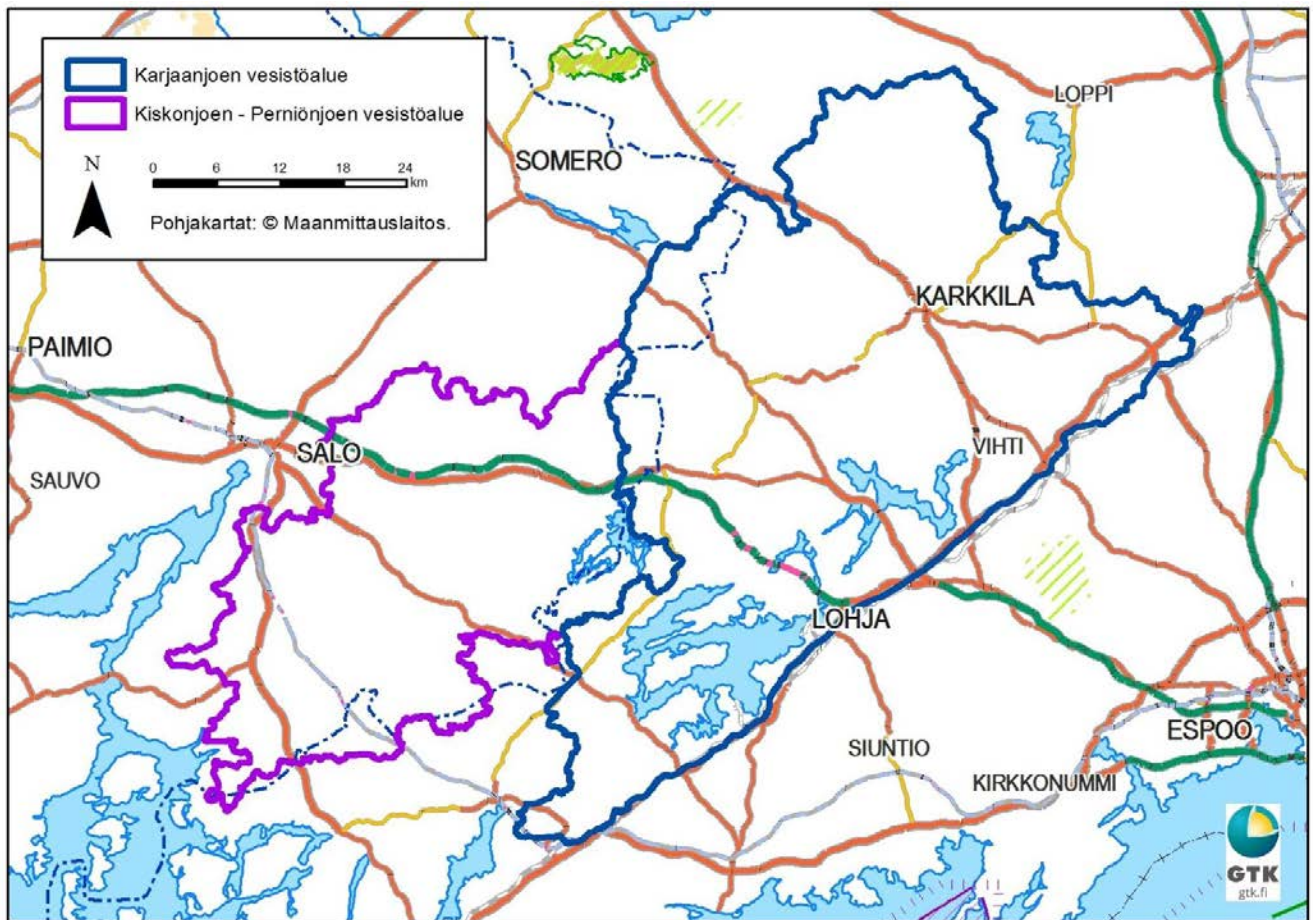 Karjaanjoen vesistöalue
Kiskonjoen - Perniönjoen vesistöalue
N
0 6 12 18 24
km
Pohjakartat: © Maanmittauslaitos.
LOPPI
SOMERO
KARKKILA
PAIMIO
SALO
VIHTI
SAUVO
LOHJA
ESPOO
SIUNTIO
KIRKKONUMMI
GTK
gtk.fi